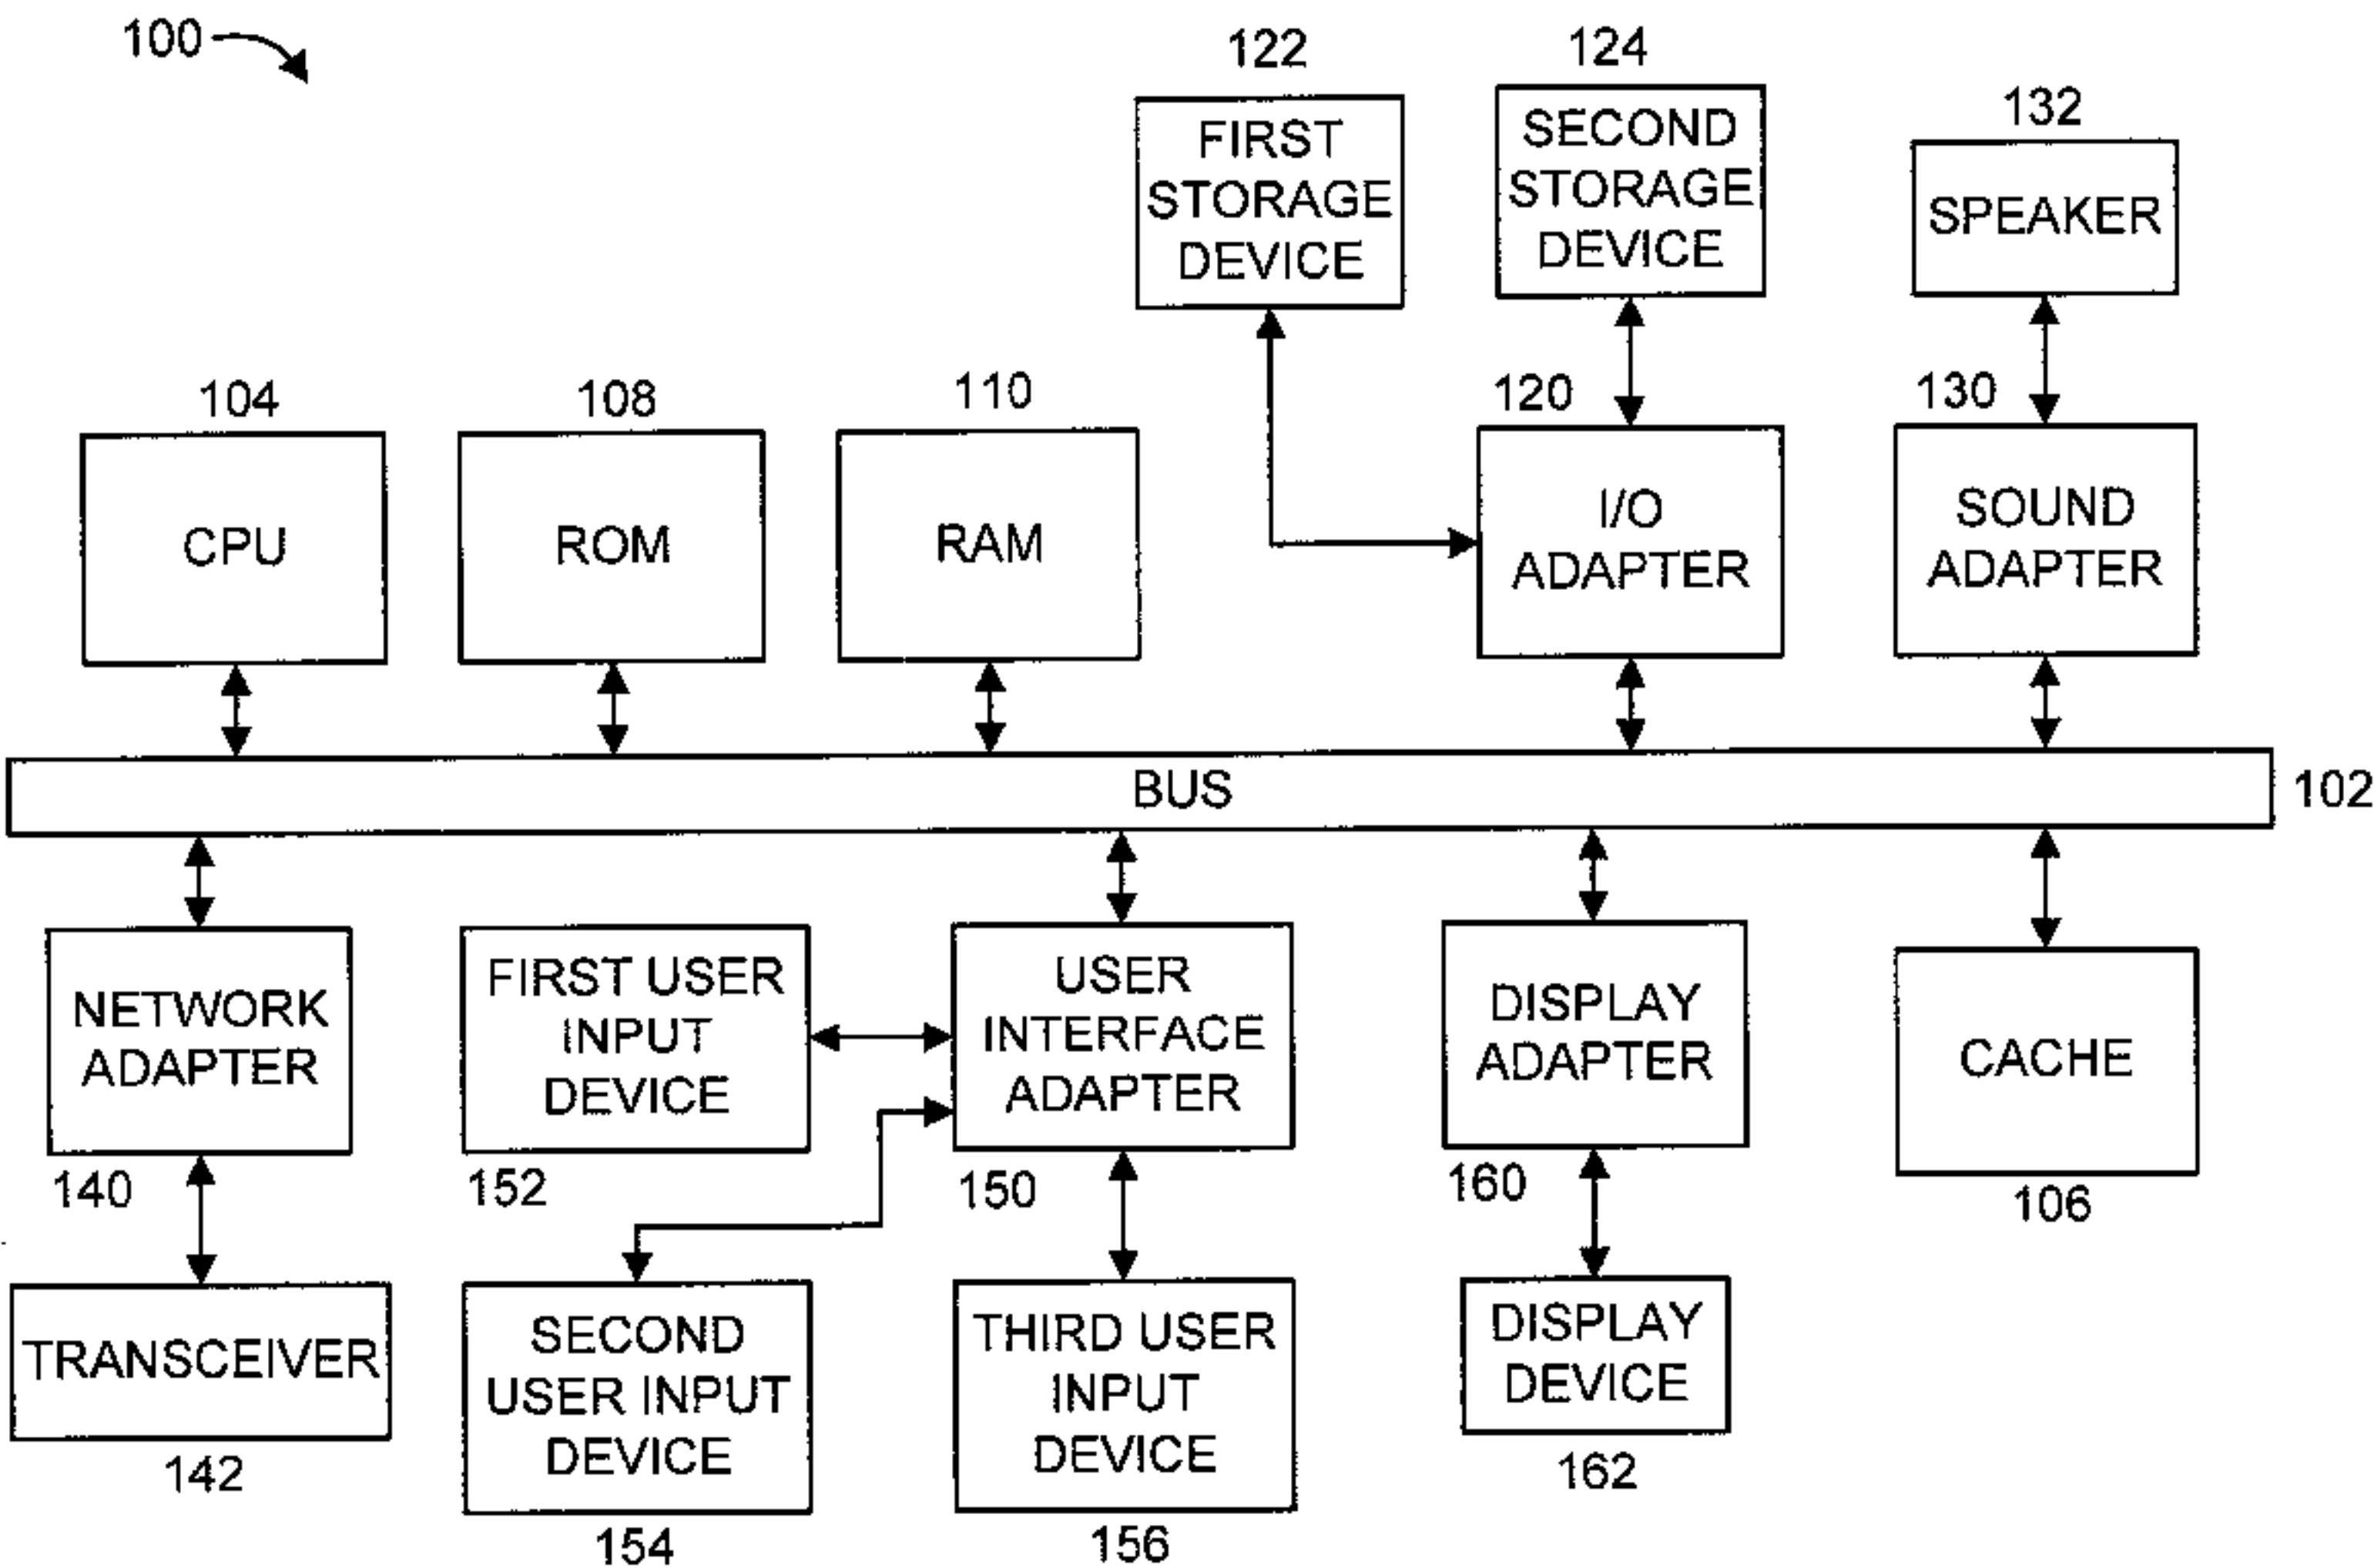 100
122
FIRST
STORAGE
DEVICE
124
SECOND
STORAGE
DEVICE
132
SPEAKER
104
CPU
108
ROM
110
RAM
120
I/O
ADAPTER
130
SOUND
ADAPTER
BUS
102
NETWORK
ADAPTER
140
FIRST USER
INPUT
DEVICE
152
USER
INTERFACE
ADAPTER
150
DISPLAY
ADAPTER
160
CACHE
106
TRANSCEIVER
142
SECOND
USER INPUT
DEVICE
154
THIRD USER
INPUT
DEVICE
156
DISPLAY
DEVICE
162